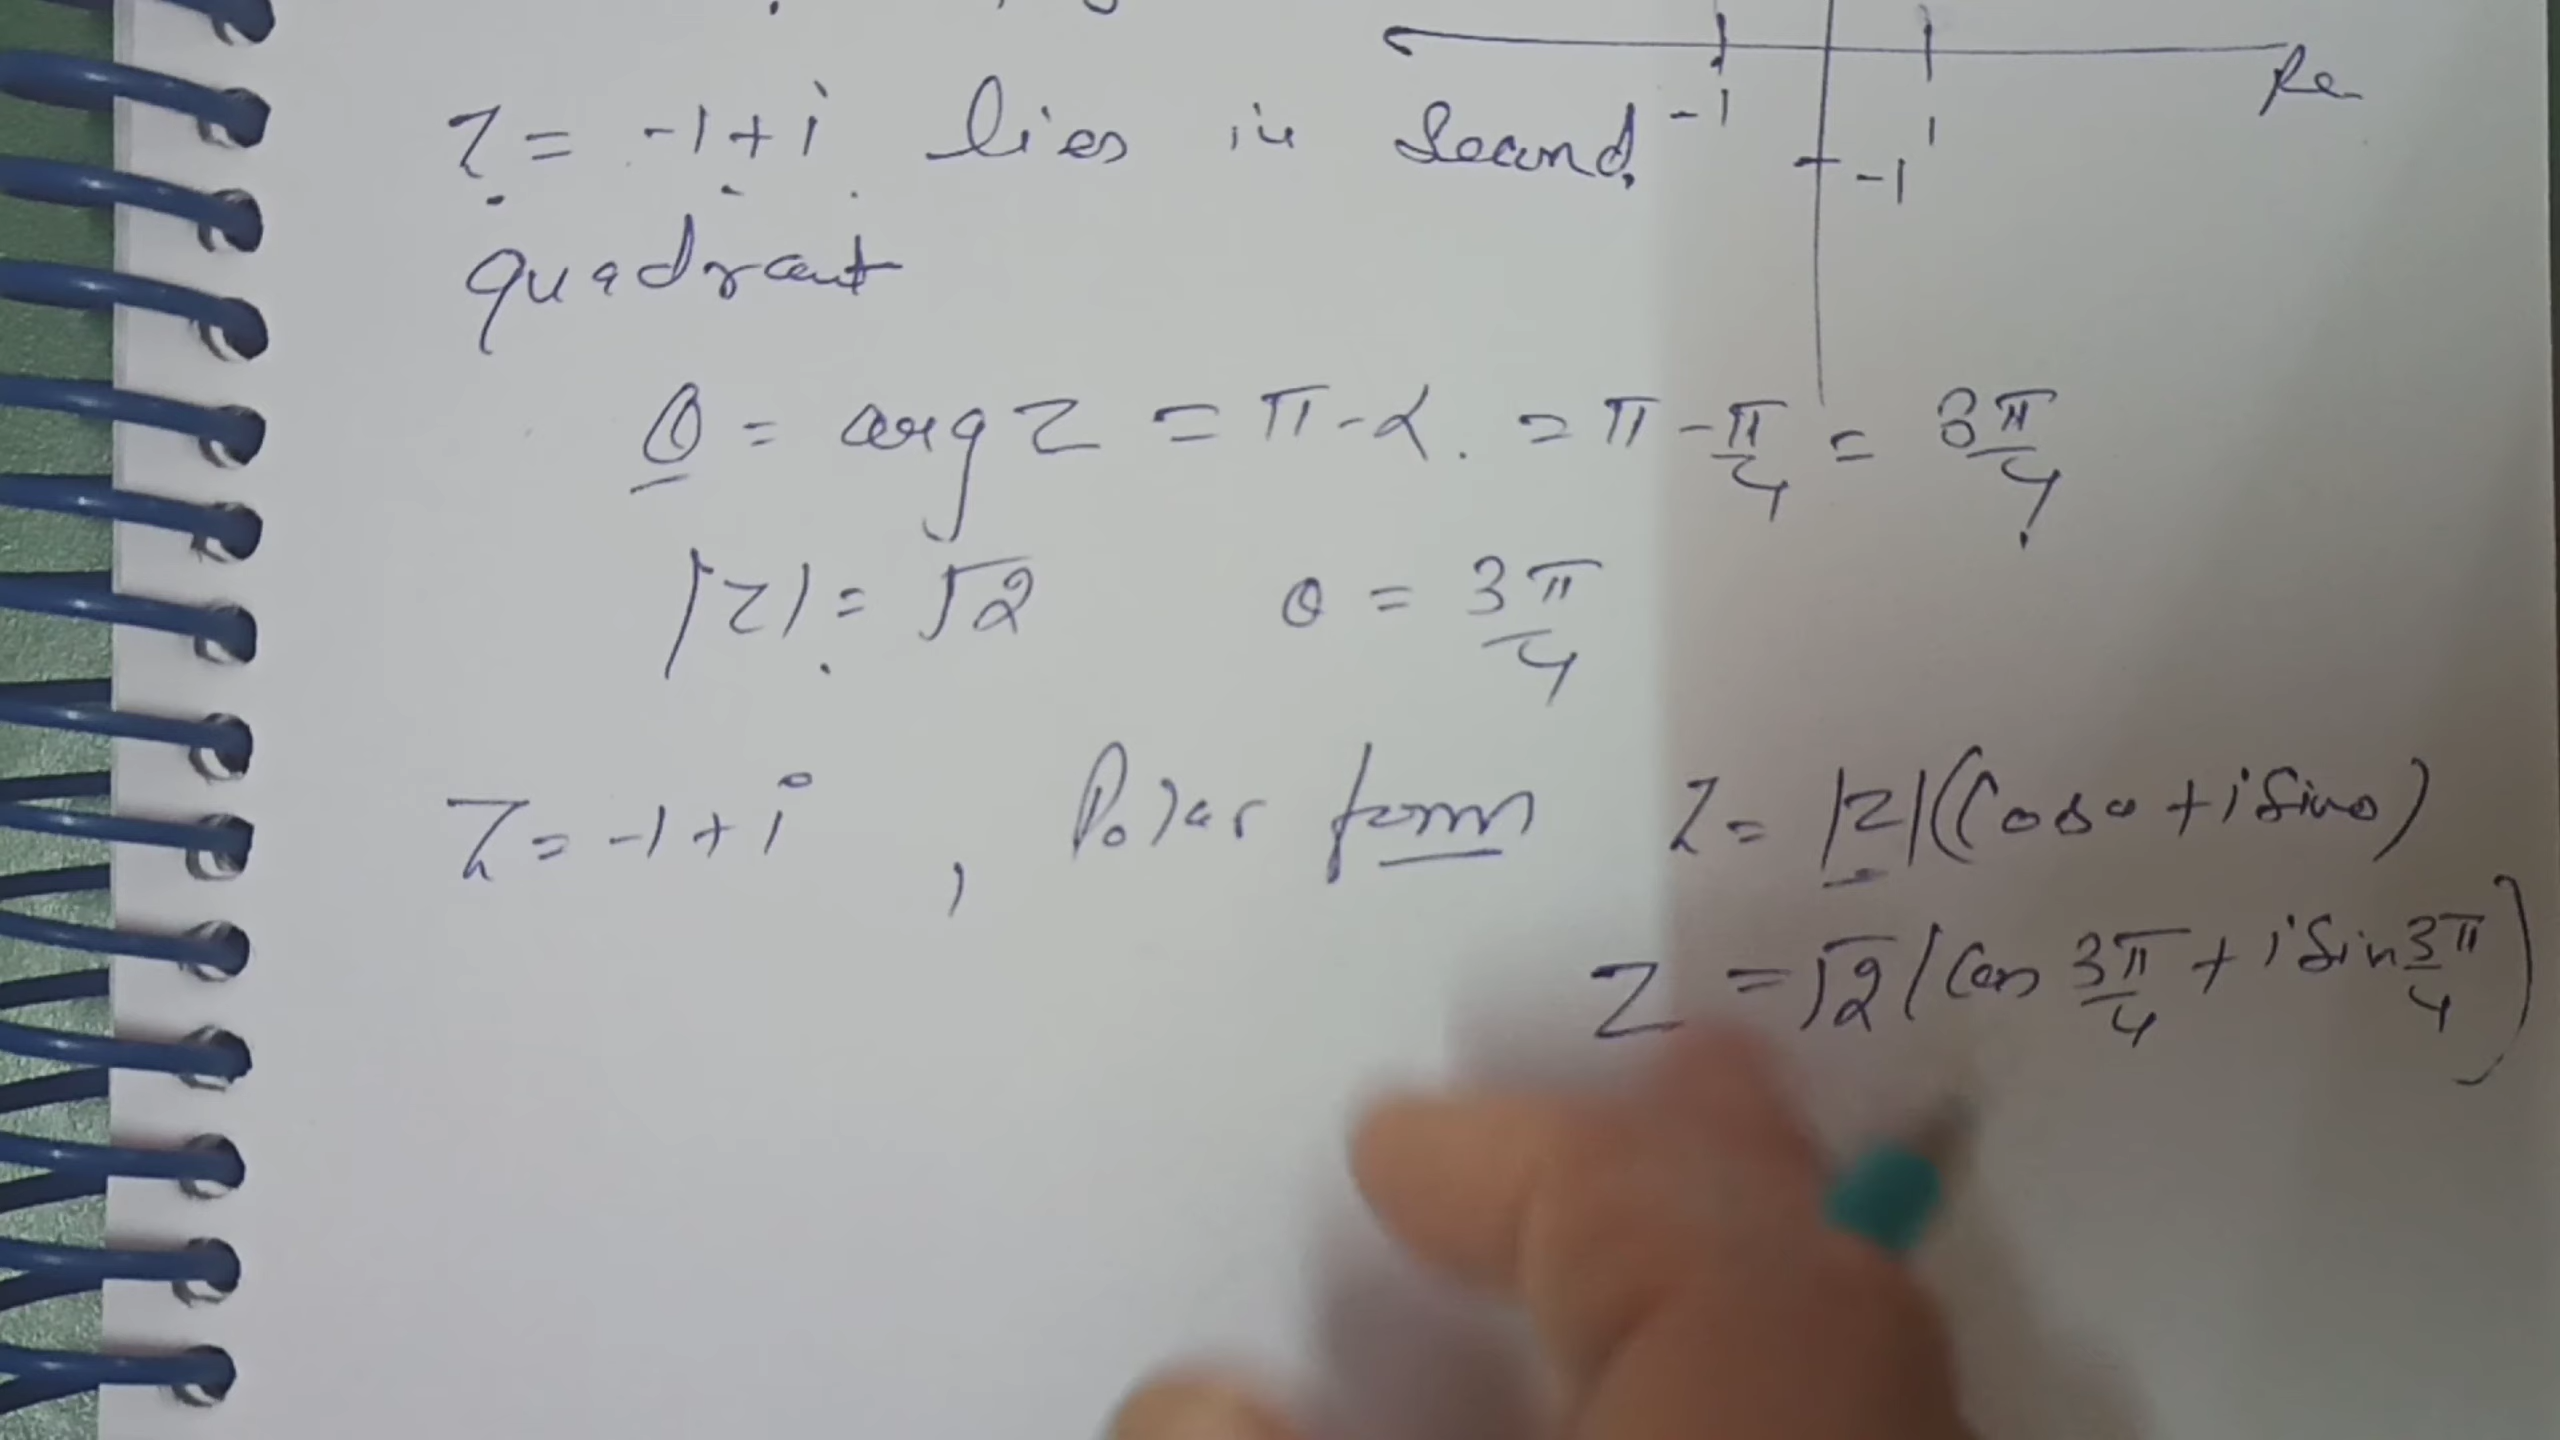 Re
-1 1
Z = -1+i lies in Second
-1
quadrant
θ = arg Z = π-α = π - π/4 = 3π/4
|Z| = √2 θ = 3π/4
Z = -1+i , Polar form Z = |Z|(Cosθ + i Sinθ)
Z = √2(Cos 3π/4 + i Sin 3π/4)